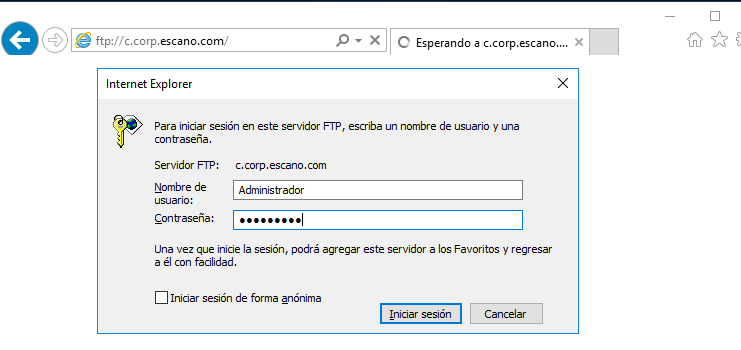 ftp://c.corp.escano.com/
Esperando a c.corp.escano....
Internet Explorer
Para iniciar sesión en este servidor FTP, escriba un nombre de usuario y una
contraseña.
Servidor FTP: c.corp.escano.com
Nombre de
usuario:
Administrador
Contraseña: ●●●●●●●●●
Una vez que inicie la sesión, podrá agregar este servidor a los Favoritos y regresar
a él con facilidad.
Iniciar sesión de forma anónima
Iniciar sesión
Cancelar